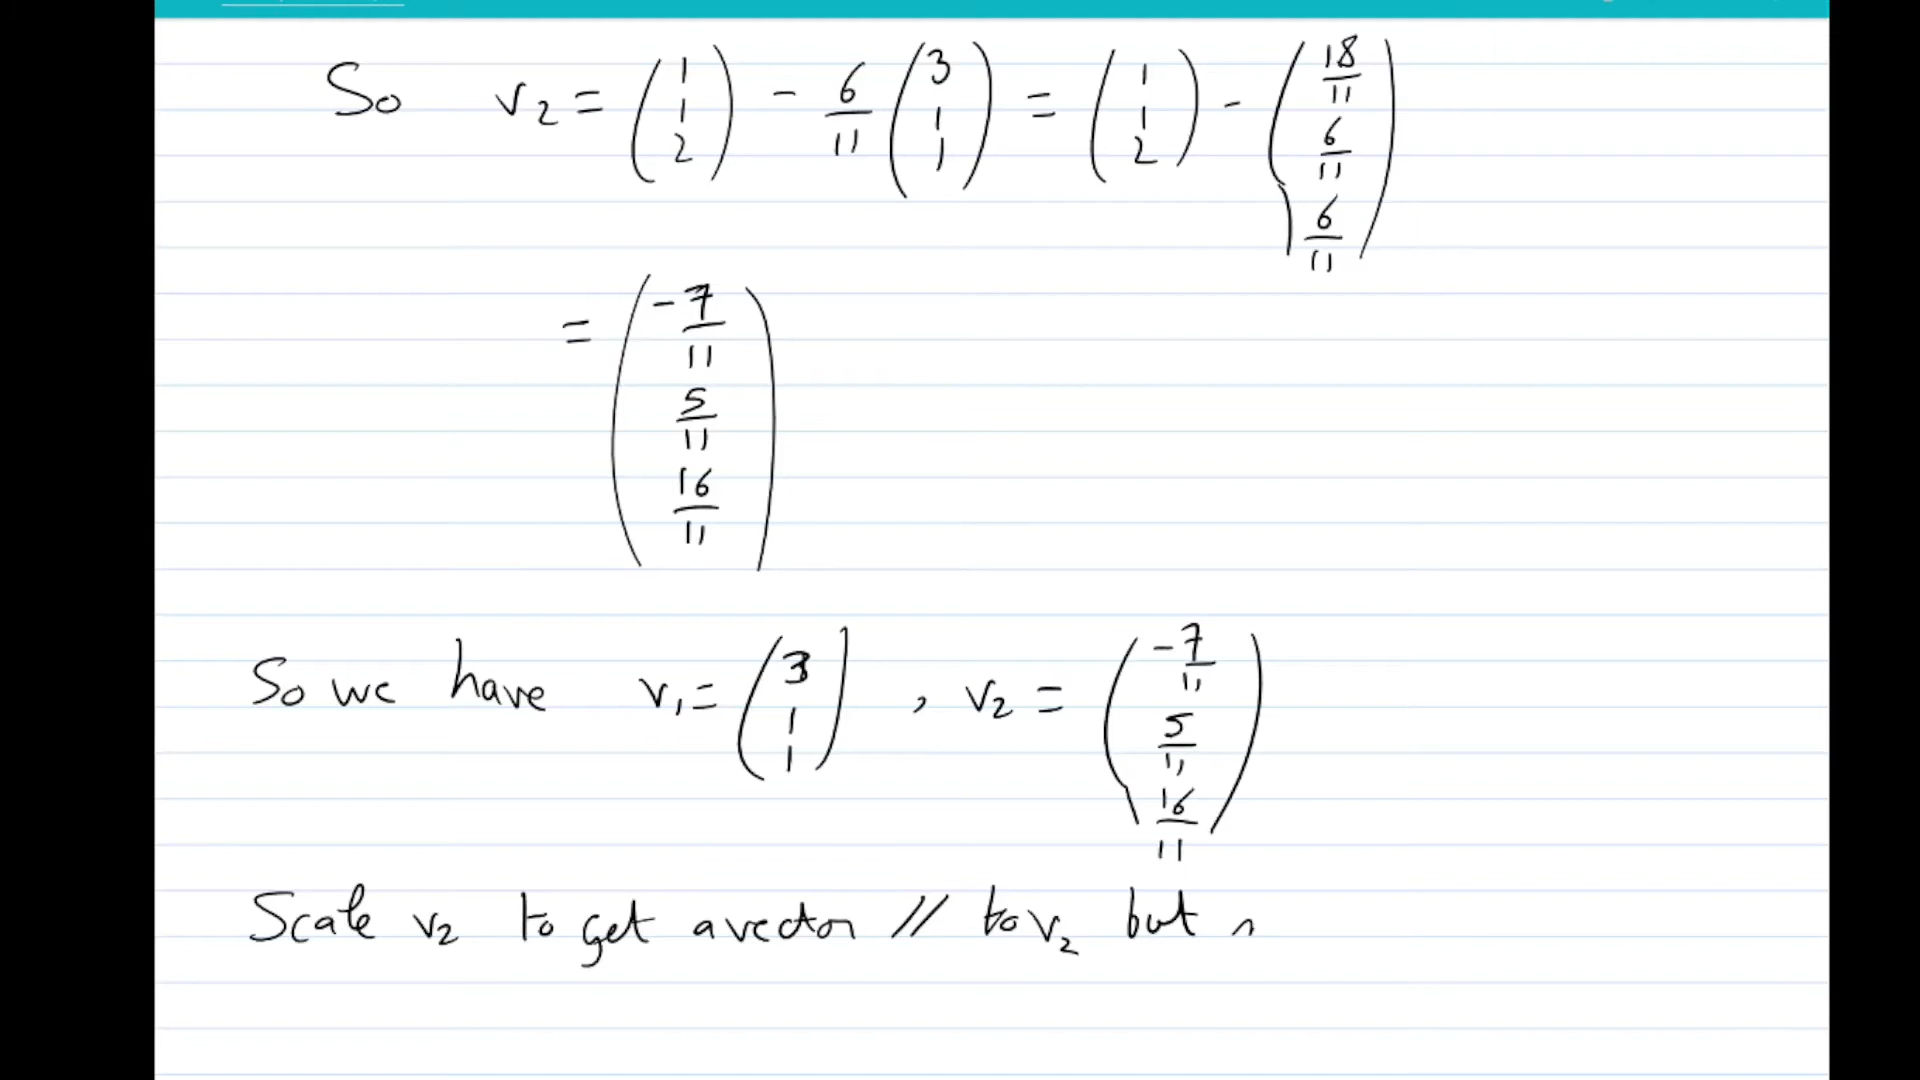 So v₂ = (1 1 2) - 6/11 (3 1 1) = (1 1 2) - (18/11 6/11 6/11)
= (-7/11 5/11 16/11)
So we have v₁ = (3 1 1) , v₂ = (-7/11 5/11 16/11)
Scale v₂ to get a vector // to v₂ but